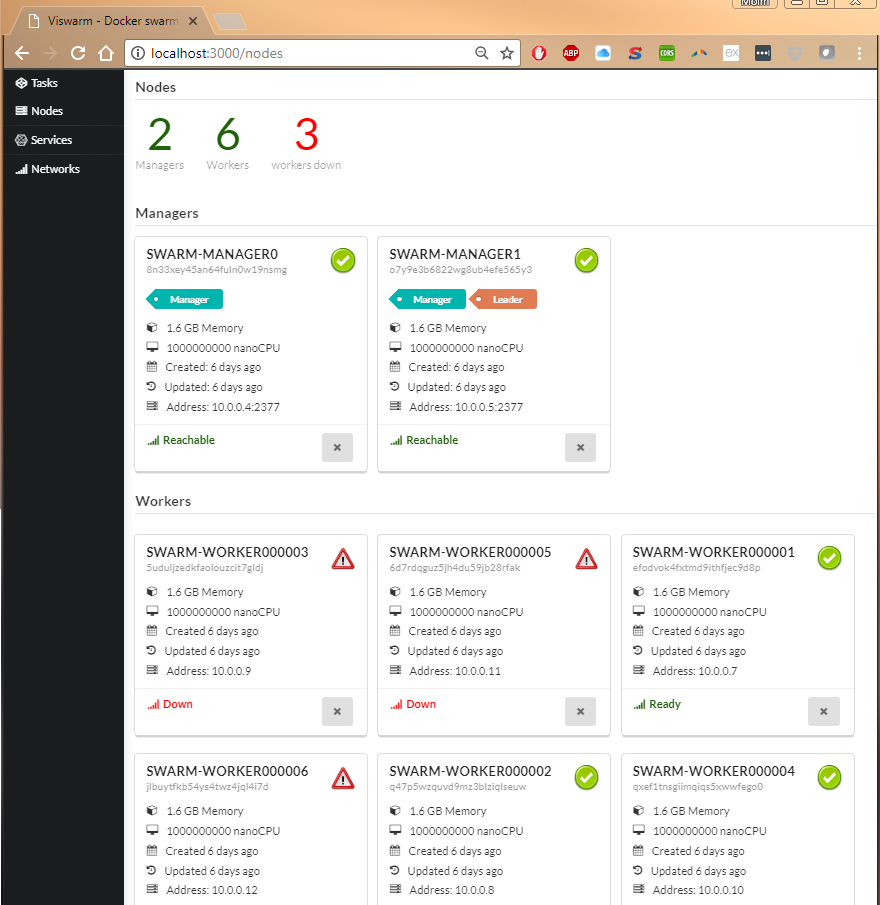 Moim
Viswarm - Docker swarm
localhost:3000/nodes
ABP
CORS
ex
Tasks
Nodes
Services
Networks
Nodes
2 6 3
Managers Workers workers down
Managers
SWARM-MANAGER0
8n33xey45an64fuln0w19nsmg
Manager
1.6 GB Memory
1000000000 nanoCPU
Created: 6 days ago
Updated: 6 days ago
Address: 10.0.0.4:2377
Reachable
SWARM-MANAGER1
o7y9e3b6822wg8ub4efe565y3
Manager Leader
1.6 GB Memory
1000000000 nanoCPU
Created: 6 days ago
Updated: 6 days ago
Address: 10.0.0.5:2377
Reachable
Workers
SWARM-WORKER000003
5uduljzedkfaolouzcit7gldj
1.6 GB Memory
1000000000 nanoCPU
Created 6 days ago
Updated 6 days ago
Address: 10.0.0.9
Down
SWARM-WORKER000005
6d7rdqguz5jh4du59jb28rfak
1.6 GB Memory
1000000000 nanoCPU
Created 6 days ago
Updated 6 days ago
Address: 10.0.0.11
Down
SWARM-WORKER000001
efodvok4fxtmd9ithfjec9d8p
1.6 GB Memory
1000000000 nanoCPU
Created 6 days ago
Updated 6 days ago
Address: 10.0.0.7
Ready
SWARM-WORKER000006
jlbuytfkb54ys4twz4jql4i7d
1.6 GB Memory
1000000000 nanoCPU
Created 6 days ago
Updated 6 days ago
Address: 10.0.0.12
SWARM-WORKER000002
q47p5wzquvd9mz3blziqlseuw
1.6 GB Memory
1000000000 nanoCPU
Created 6 days ago
Updated 6 days ago
Address: 10.0.0.8
SWARM-WORKER000004
qxef1tnsgiimqiqs5xwwfego0
1.6 GB Memory
1000000000 nanoCPU
Created 6 days ago
Updated 6 days ago
Address: 10.0.0.10